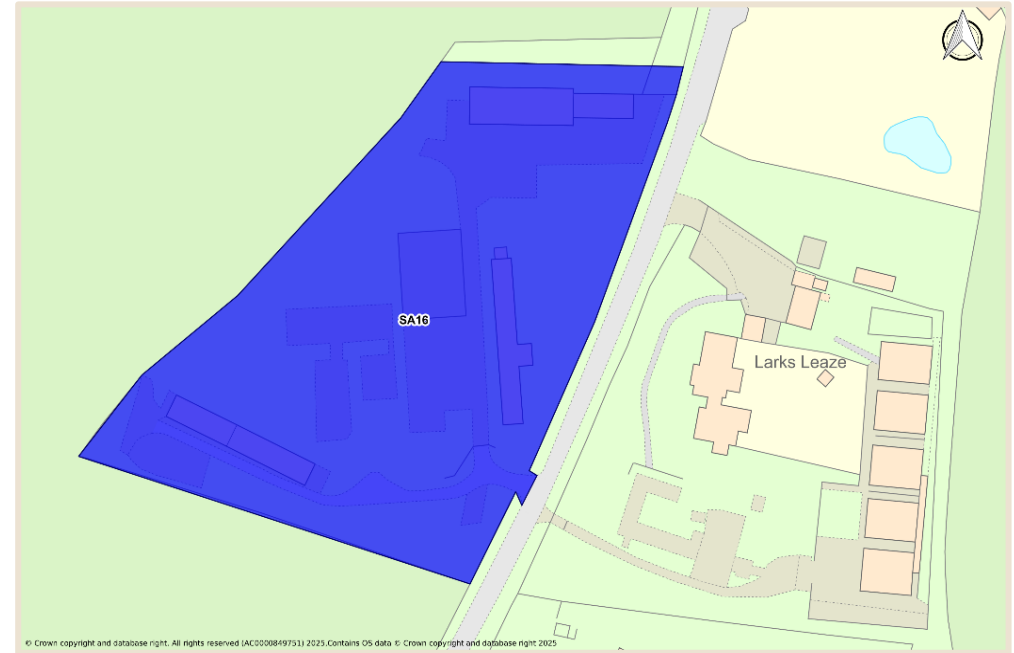 SA16
Larks Leaze
© Crown copyright and database right. All rights reserved (AC0000849751) 2025.Contains OS data © Crown copyright and database right 2025